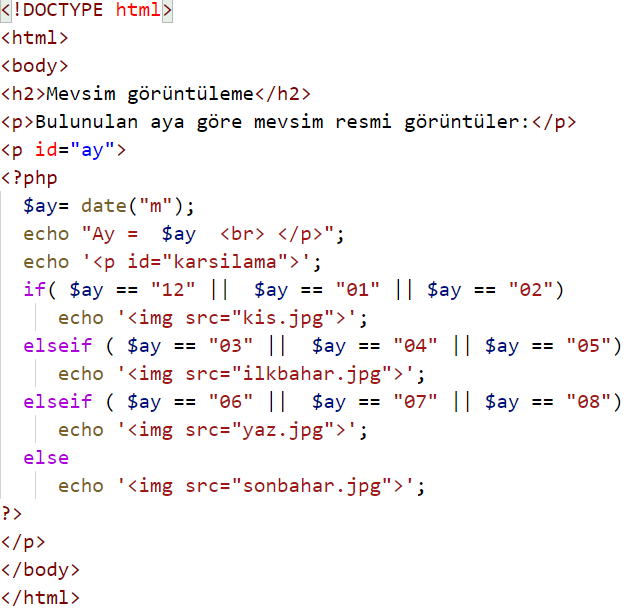 <!DOCTYPE html>
<html>
<body>
<h2>Mevsim görüntüleme</h2>
<p>Bulunulan aya göre mevsim resmi görüntüler:</p>
<p id="ay">
<?php
  $ay= date("m");
  echo "Ay =  $ay  <br> </p>";
  echo '<p id="karsilama">';
  if( $ay == "12" ||  $ay == "01" || $ay == "02")
     echo '<img src="kis.jpg">';
  elseif ( $ay == "03" ||  $ay == "04" || $ay == "05")
     echo '<img src="ilkbahar.jpg">';
  elseif ( $ay == "06" ||  $ay == "07" || $ay == "08")
     echo '<img src="yaz.jpg">';
  else
     echo '<img src="sonbahar.jpg">';
?>
</p>
</body>
</html>